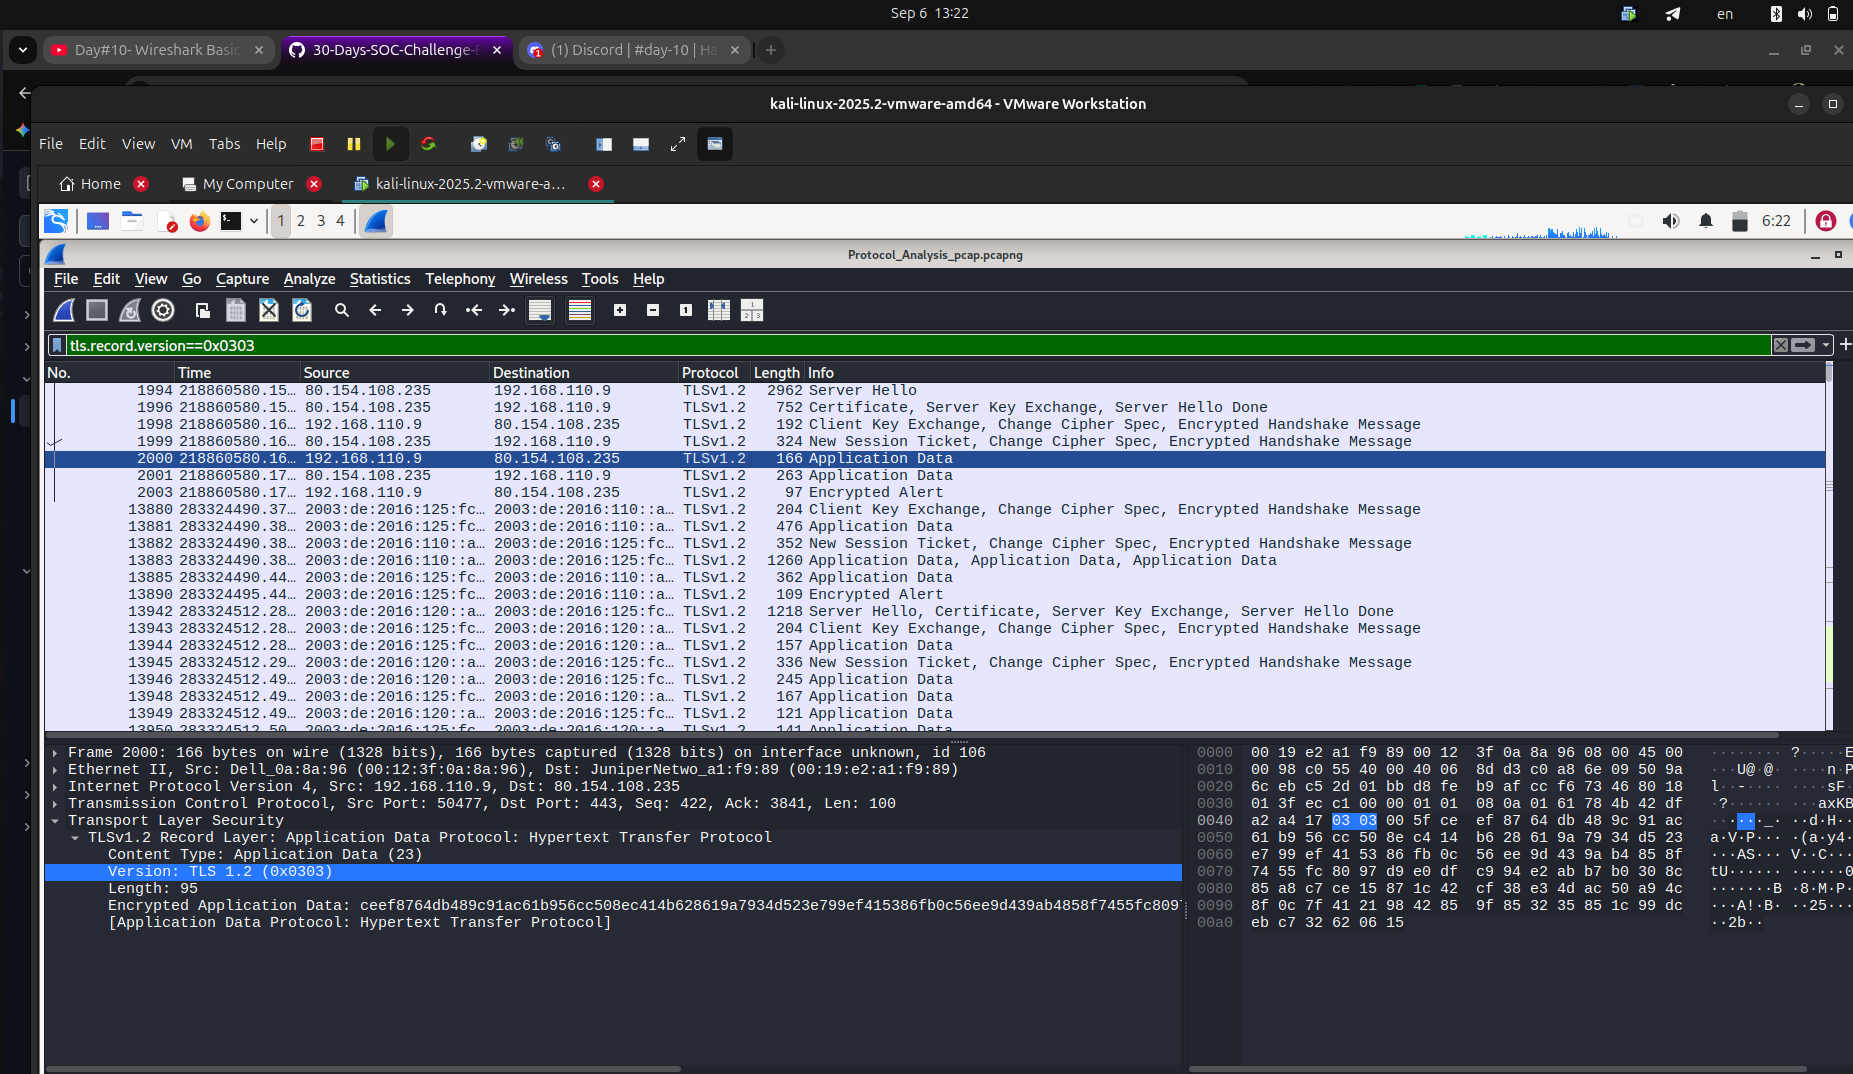 Sep 6 13:22
en
Day#10- Wireshark Basic
30-Days-SOC-Challenge-
(1) Discord | #day-10 | Ha
kali-linux-2025.2-vmware-amd64 - VMware Workstation
File Edit View VM Tabs Help
Home My Computer kali-linux-2025.2-vmware-a...
1 2 3 4 6:22
Protocol_Analysis_pcap.pcapng
File Edit View Go Capture Analyze Statistics Telephony Wireless Tools Help
tls.record.version==0x0303
No. Time Source Destination Protocol Length Info
1994 218860580.15… 80.154.108.235 192.168.110.9 TLSv1.2 2962 Server Hello
1996 218860580.15… 80.154.108.235 192.168.110.9 TLSv1.2 752 Certificate, Server Key Exchange, Server Hello Done
1998 218860580.16… 192.168.110.9 80.154.108.235 TLSv1.2 192 Client Key Exchange, Change Cipher Spec, Encrypted Handshake Message
1999 218860580.16… 80.154.108.235 192.168.110.9 TLSv1.2 324 New Session Ticket, Change Cipher Spec, Encrypted Handshake Message
2000 218860580.16… 192.168.110.9 80.154.108.235 TLSv1.2 166 Application Data
2001 218860580.17… 80.154.108.235 192.168.110.9 TLSv1.2 263 Application Data
2003 218860580.17… 192.168.110.9 80.154.108.235 TLSv1.2 97 Encrypted Alert
13880 283324490.37… 2003:de:2016:125:fc… 2003:de:2016:110::a… TLSv1.2 204 Client Key Exchange, Change Cipher Spec, Encrypted Handshake Message
13881 283324490.38… 2003:de:2016:125:fc… 2003:de:2016:110::a… TLSv1.2 476 Application Data
13882 283324490.38… 2003:de:2016:110::a… 2003:de:2016:125:fc… TLSv1.2 352 New Session Ticket, Change Cipher Spec, Encrypted Handshake Message
13883 283324490.38… 2003:de:2016:110::a… 2003:de:2016:125:fc… TLSv1.2 1260 Application Data, Application Data, Application Data
13885 283324490.44… 2003:de:2016:125:fc… 2003:de:2016:110::a… TLSv1.2 362 Application Data
13890 283324495.44… 2003:de:2016:125:fc… 2003:de:2016:110::a… TLSv1.2 109 Encrypted Alert
13942 283324512.28… 2003:de:2016:120::a… 2003:de:2016:125:fc… TLSv1.2 1218 Server Hello, Certificate, Server Key Exchange, Server Hello Done
13943 283324512.28… 2003:de:2016:125:fc… 2003:de:2016:120::a… TLSv1.2 204 Client Key Exchange, Change Cipher Spec, Encrypted Handshake Message
13944 283324512.28… 2003:de:2016:125:fc… 2003:de:2016:120::a… TLSv1.2 157 Application Data
13945 283324512.29… 2003:de:2016:120::a… 2003:de:2016:125:fc… TLSv1.2 336 New Session Ticket, Change Cipher Spec, Encrypted Handshake Message
13946 283324512.49… 2003:de:2016:120::a… 2003:de:2016:125:fc… TLSv1.2 245 Application Data
13948 283324512.49… 2003:de:2016:125:fc… 2003:de:2016:120::a… TLSv1.2 167 Application Data
13949 283324512.49… 2003:de:2016:120::a… 2003:de:2016:125:fc… TLSv1.2 121 Application Data
13950 283324512.50… 2003:de:2016:125:fc… 2003:de:2016:120::a… TLSv1.2 141 Application Data
Frame 2000: 166 bytes on wire (1328 bits), 166 bytes captured (1328 bits) on interface unknown, id 106
Ethernet II, Src: Dell_0a:8a:96 (00:12:3f:0a:8a:96), Dst: JuniperNetwo_a1:f9:89 (00:19:e2:a1:f9:89)
Internet Protocol Version 4, Src: 192.168.110.9, Dst: 80.154.108.235
Transmission Control Protocol, Src Port: 50477, Dst Port: 443, Seq: 422, Ack: 3841, Len: 100
Transport Layer Security
TLSv1.2 Record Layer: Application Data Protocol: Hypertext Transfer Protocol
Content Type: Application Data (23)
Version: TLS 1.2 (0x0303)
Length: 95
Encrypted Application Data: ceef8764db489c91ac61b956cc508ec414b628619a7934d523e799ef415386fb0c56ee9d439ab4858f7455fc8097
[Application Data Protocol: Hypertext Transfer Protocol]
0000 00 19 e2 a1 f9 89 00 12 3f 0a 8a 96 08 00 45 00 ········ ?·····E
0010 00 98 c0 55 40 00 40 06 8d d3 c0 a8 6e 09 50 9a ···U@·@· ····n·P
0020 6c eb c5 2d 01 bb d8 fe b9 af cc f6 73 46 80 18 l··-···· ····sF·
0030 01 3f ec c1 00 00 01 01 08 0a 01 61 78 4b 42 df ·?······ ···axKB
0040 a2 a4 17 03 03 00 5f ce ef 87 64 db 48 9c 91 ac ······_· ··d·H··
0050 61 b9 56 cc 50 8e c4 14 b6 28 61 9a 79 34 d5 23 a·V·P··· ·(a·y4·
0060 e7 99 ef 41 53 86 fb 0c 56 ee 9d 43 9a b4 85 8f ···AS··· V··C···
0070 74 55 fc 80 97 d9 e0 df c9 94 e2 ab b7 b0 30 8c tU······ ······0
0080 85 a8 c7 ce 15 87 1c 42 cf 38 e3 4d ac 50 a9 4c ·······B ·8·M·P·
0090 8f 0c 7f 41 21 98 42 85 9f 85 32 35 85 1c 99 dc ···A!·B· ··25···
00a0 eb c7 32 62 06 15 ··2b··